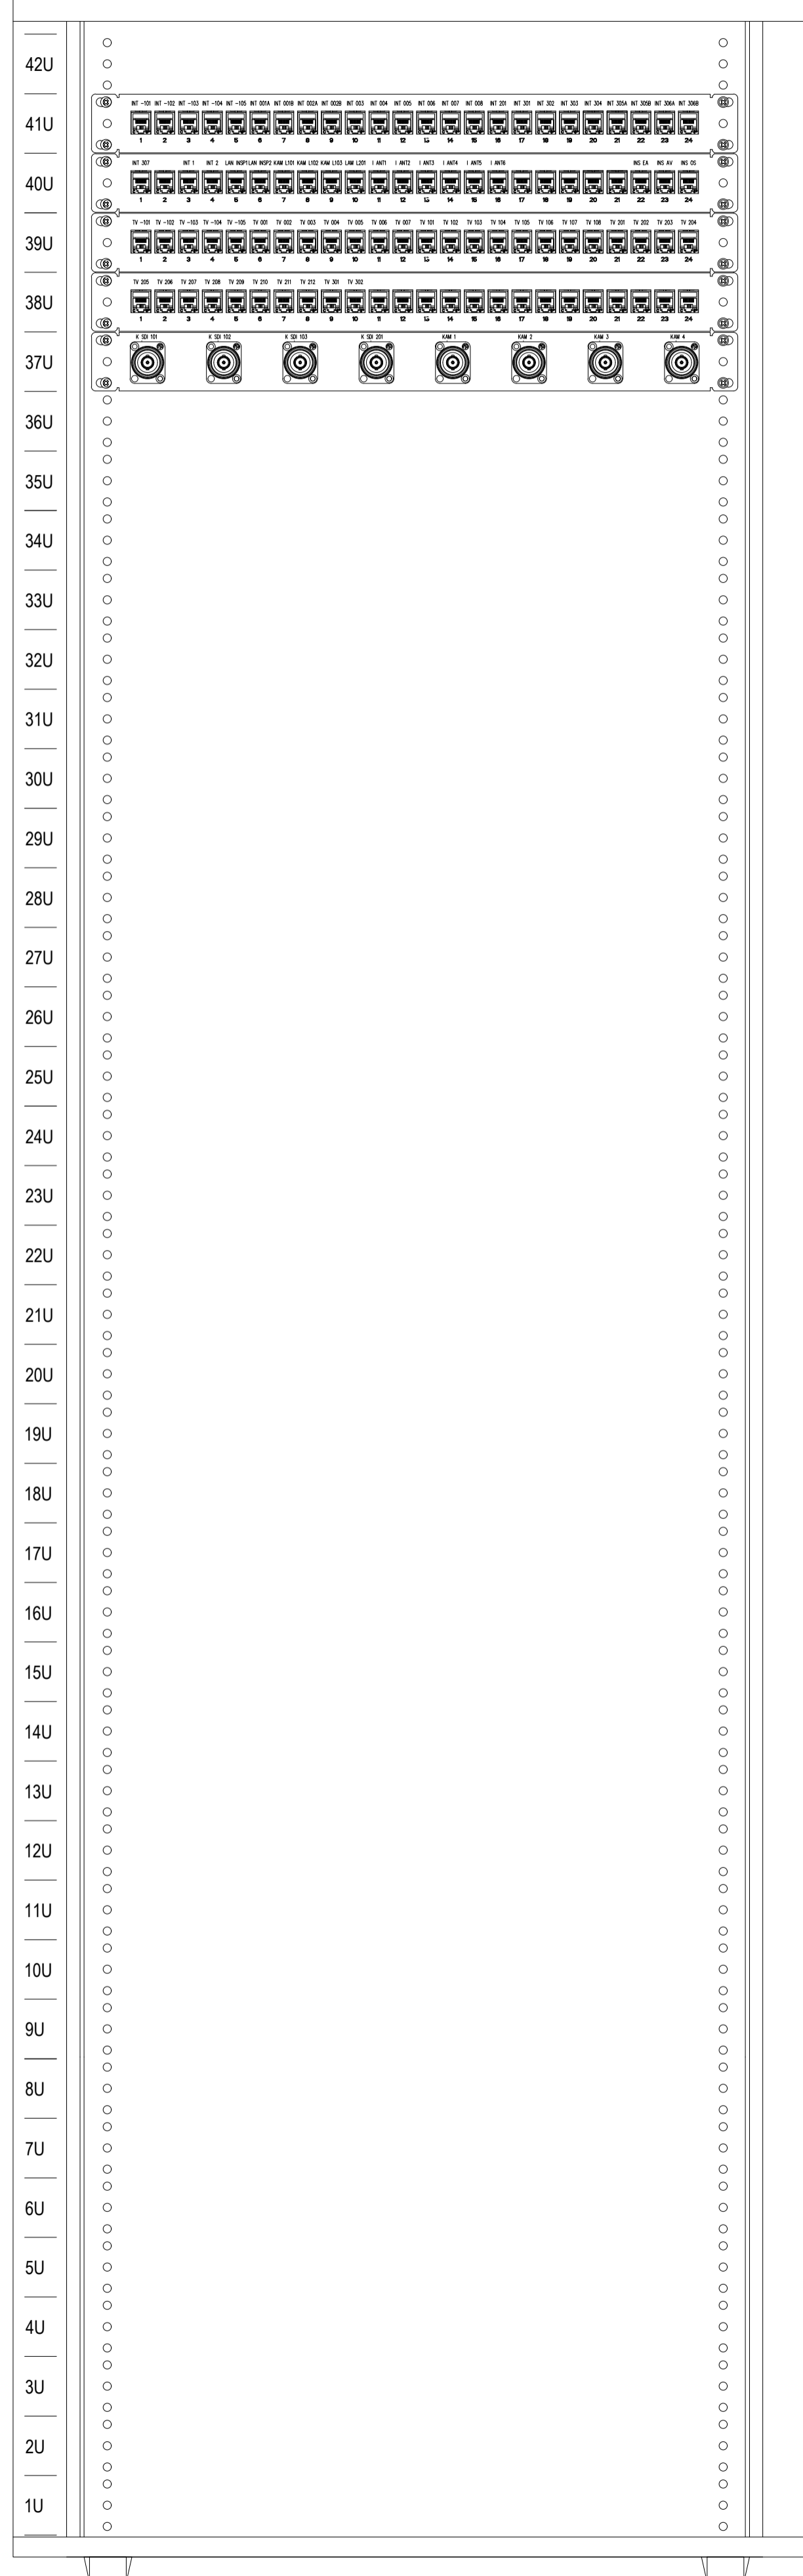 42U
INT -101 INT -102 INT -103 INT -104 INT -105 INT 001A INT 001B INT 002A INT 002B INT 003 INT 004 INT 005 INT 006 INT 007 INT 008 INT 201 INT 301 INT 302 INT 303 INT 304 INT 305A INT 305B INT 306A INT 306B
41U
1 2 3 4 5 6 7 8 9 10 11 12 13 14 15 16 17 18 19 20 21 22 23 24
INT 307 INT 1 INT 2 LAN INSP1 LAN INSP2 KAM L101 KAM L102 KAM L103 LAM L201 I ANT1 I ANT2 I ANT3 I ANT4 I ANT5 I ANT6 INS EA INS AV INS OS
40U
1 2 3 4 5 6 7 8 9 10 11 12 13 14 15 16 17 18 19 20 21 22 23 24
TV -101 TV -102 TV -103 TV -104 TV -105 TV 001 TV 002 TV 003 TV 004 TV 005 TV 006 TV 007 TV 101 TV 102 TV 103 TV 104 TV 105 TV 106 TV 107 TV 108 TV 201 TV 202 TV 203 TV 204
39U
1 2 3 4 5 6 7 8 9 10 11 12 13 14 15 16 17 18 19 20 21 22 23 24
TV 205 TV 206 TV 207 TV 208 TV 209 TV 210 TV 211 TV 212 TV 301 TV 302
38U
1 2 3 4 5 6 7 8 9 10 11 12 13 14 15 16 17 18 19 20 21 22 23 24
K SDI 101 K SDI 102 K SDI 103 K SDI 201 KAM 1 KAM 2 KAM 3 KAM 4
37U
36U
35U
34U
33U
32U
31U
30U
29U
28U
27U
26U
25U
24U
23U
22U
21U
20U
19U
18U
17U
16U
15U
14U
13U
12U
11U
10U
9U
8U
7U
6U
5U
4U
3U
2U
1U